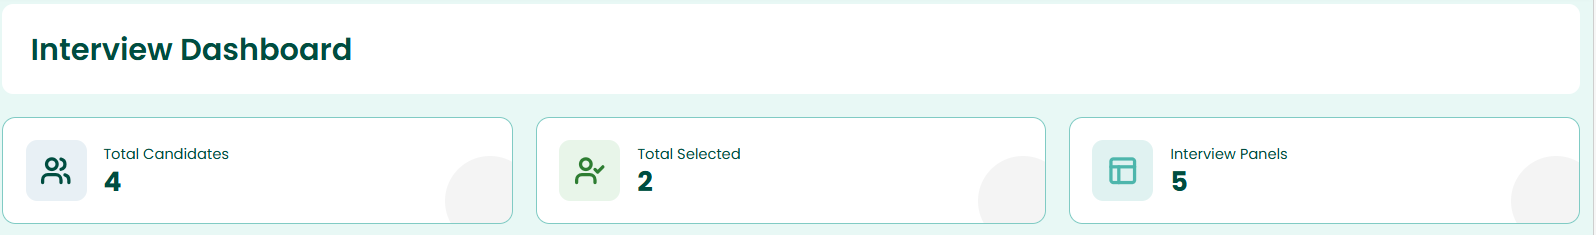 Interview Dashboard
Total Candidates
4
Total Selected
2
Interview Panels
5